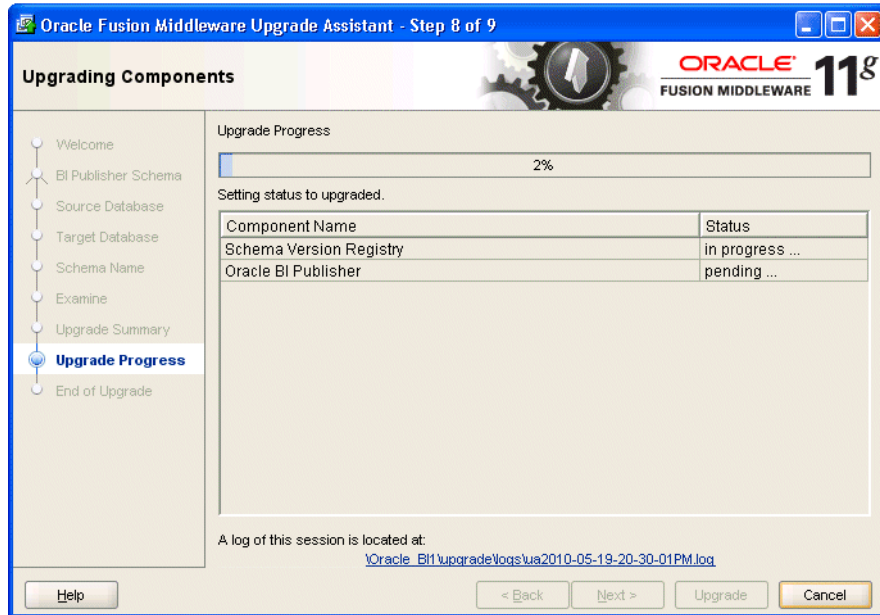 Oracle Fusion Middleware Upgrade Assistant - Step 8 of 9
Upgrading Components
ORACLE
FUSION MIDDLEWARE
11g
Welcome
BI Publisher Schema
Source Database
Target Database
Schema Name
Examine
Upgrade Summary
Upgrade Progress
End of Upgrade
Upgrade Progress
2%
Setting status to upgraded.
Component Name Status
Schema Version Registry in progress ...
Oracle BI Publisher pending ...
A log of this session is located at:
\Oracle_BI1\upgrade\logs\ua2010-05-19-20-30-01PM.log
Help < Back Next > Upgrade Cancel